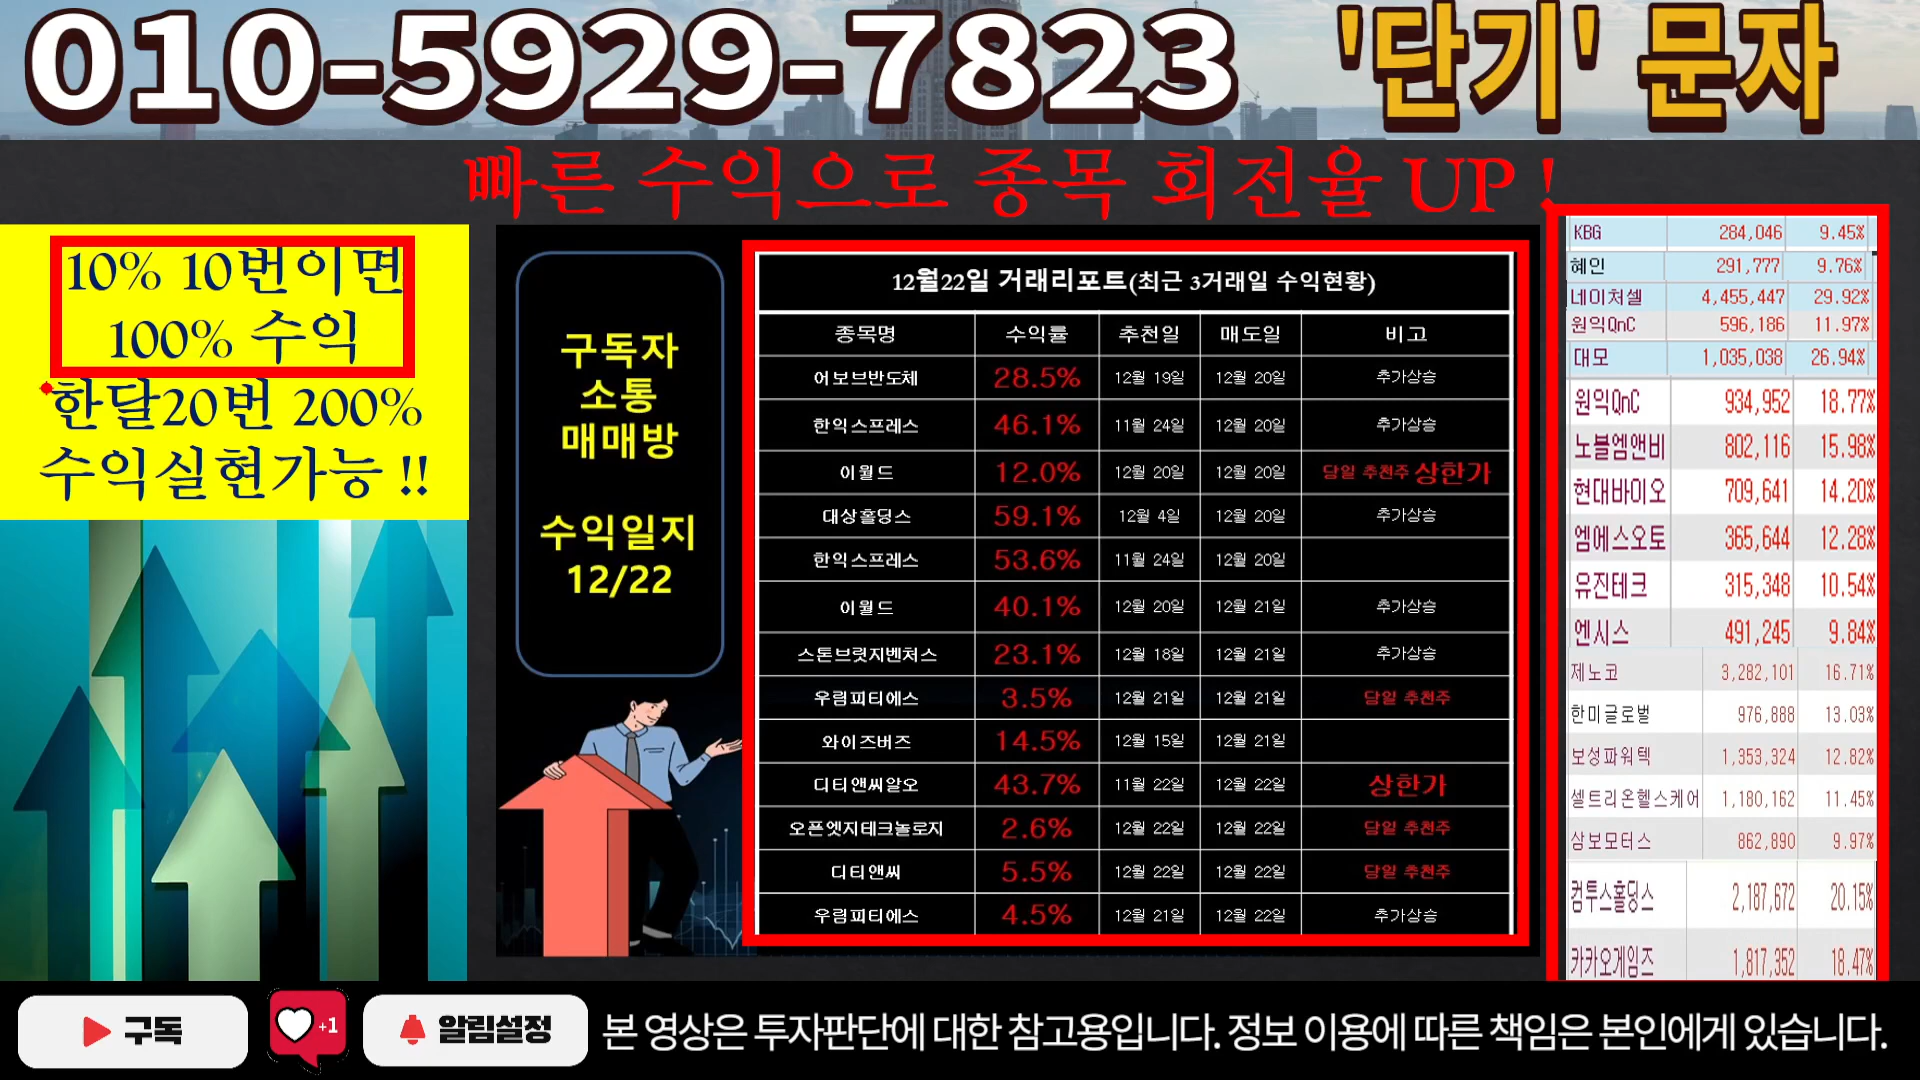 010-5929-7823 '단기' 문자
빠른 수익으로 종목 회전율 UP !
10% 10번이면
100% 수익
한달20번 200%
수익실현가능 !!
구독자
소통
매매방
수익일지
12/22
12월22일 거래리포트(최근 3거래일 수익현황)
종목명 수익률 추천일 매도일 비고
어보브반도체 28.5% 12월 19일 12월 20일 추가상승
한익스프레스 46.1% 11월 24일 12월 20일 추가상승
이월드 12.0% 12월 20일 12월 20일 당일 추천주 상한가
대상홀딩스 59.1% 12월 4일 12월 20일 추가상승
한익스프레스 53.6% 11월 24일 12월 20일
이월드 40.1% 12월 20일 12월 21일 추가상승
스톤브릿지벤처스 23.1% 12월 18일 12월 21일 추가상승
우림피티에스 3.5% 12월 21일 12월 21일 당일 추천주
와이즈버즈 14.5% 12월 15일 12월 21일
디티앤씨알오 43.7% 11월 22일 12월 22일 상한가
오픈엣지테크놀로지 2.6% 12월 22일 12월 22일 당일 추천주
디티앤씨 5.5% 12월 22일 12월 22일 당일 추천주
우림피티에스 4.5% 12월 21일 12월 22일 추가상승
KBG 284,046 9.45%
혜인 291,777 9.76%
네이처셀 4,455,447 29.92%
원익QnC 596,186 11.97%
대모 1,035,038 26.94%
원익QnC 934,952 18.77%
노블엠앤비 802,116 15.98%
현대바이오 709,641 14.20%
엠에스오토 365,644 12.28%
유진테크 315,348 10.54%
엔시스 491,245 9.84%
제노코 3,282,101 16.71%
한미글로벌 976,888 13.03%
보성파워텍 1,353,324 12.82%
셀트리온헬스케어 1,180,162 11.45%
상보모터스 862,890 9.97%
컴투스홀딩스 2,187,672 20.15%
카카오게임즈 1,817,352 18.47%
구독
+1
알림설정
본 영상은 투자판단에 대한 참고용입니다. 정보 이용에 따른 책임은 본인에게 있습니다.